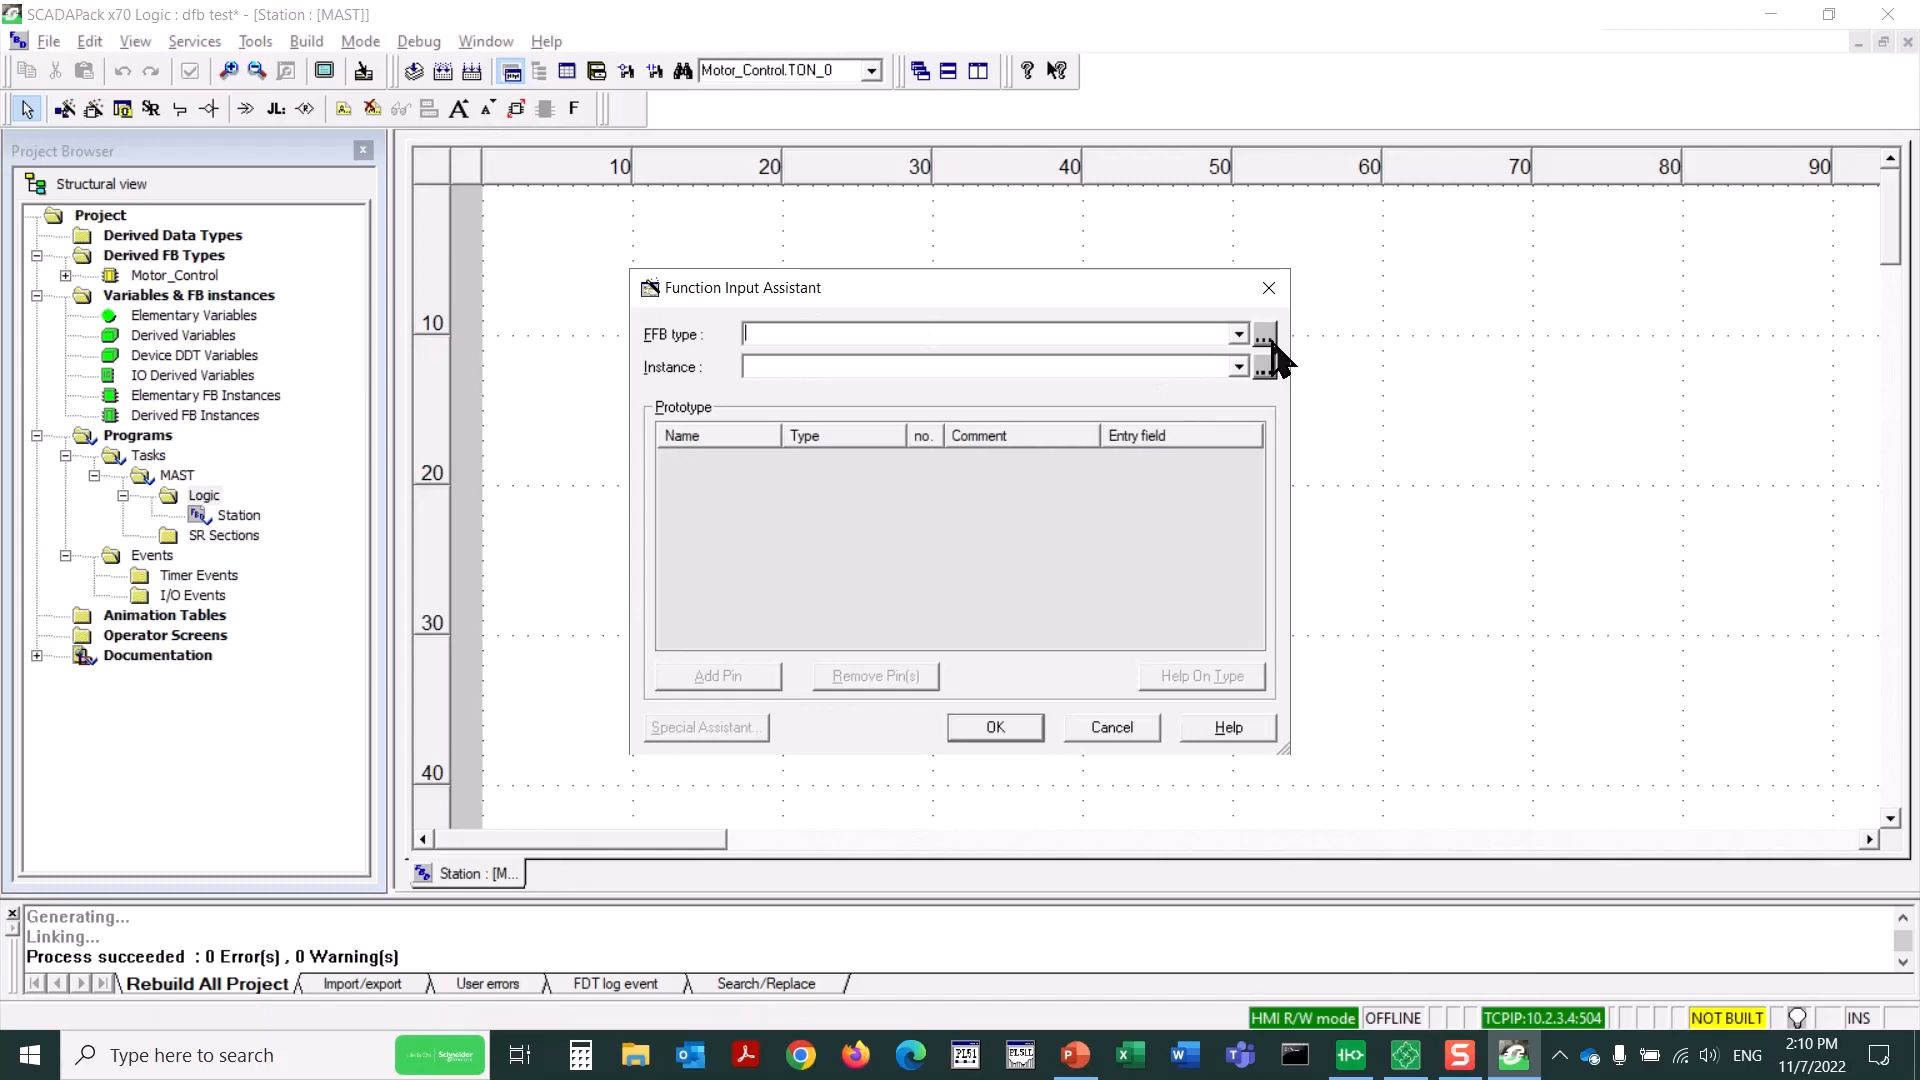 SCADAPack x70 Logic : dfb test* - [Station : [MAST]]
File Edit View Services Tools Build Mode Debug Window Help
Motor_Control.TON_0
Project Browser
Structural view
Project
Derived Data Types
Derived FB Types
Motor_Control
Variables & FB instances
Elementary Variables
Derived Variables
Device DDT Variables
IO Derived Variables
Elementary FB Instances
Derived FB Instances
Programs
Tasks
MAST
Logic
Station
SR Sections
Events
Timer Events
I/O Events
Animation Tables
Operator Screens
Documentation
10 20 30 40 50 60 70 80 90
10
20
30
40
Function Input Assistant
FFB type :
Instance :
Prototype
Name Type no. Comment Entry field
Add Pin Remove Pin(s) Help On Type
Special Assistant... OK Cancel Help
Station : [M...
Generating...
Linking...
Process succeeded : 0 Error(s) , 0 Warning(s)
Rebuild All Project Import/export User errors FDT log event Search/Replace
HMI R/W mode OFFLINE TCPIP:10.2.3.4:504 NOT BUILT INS
Type here to search
ENG
2:10 PM
11/7/2022